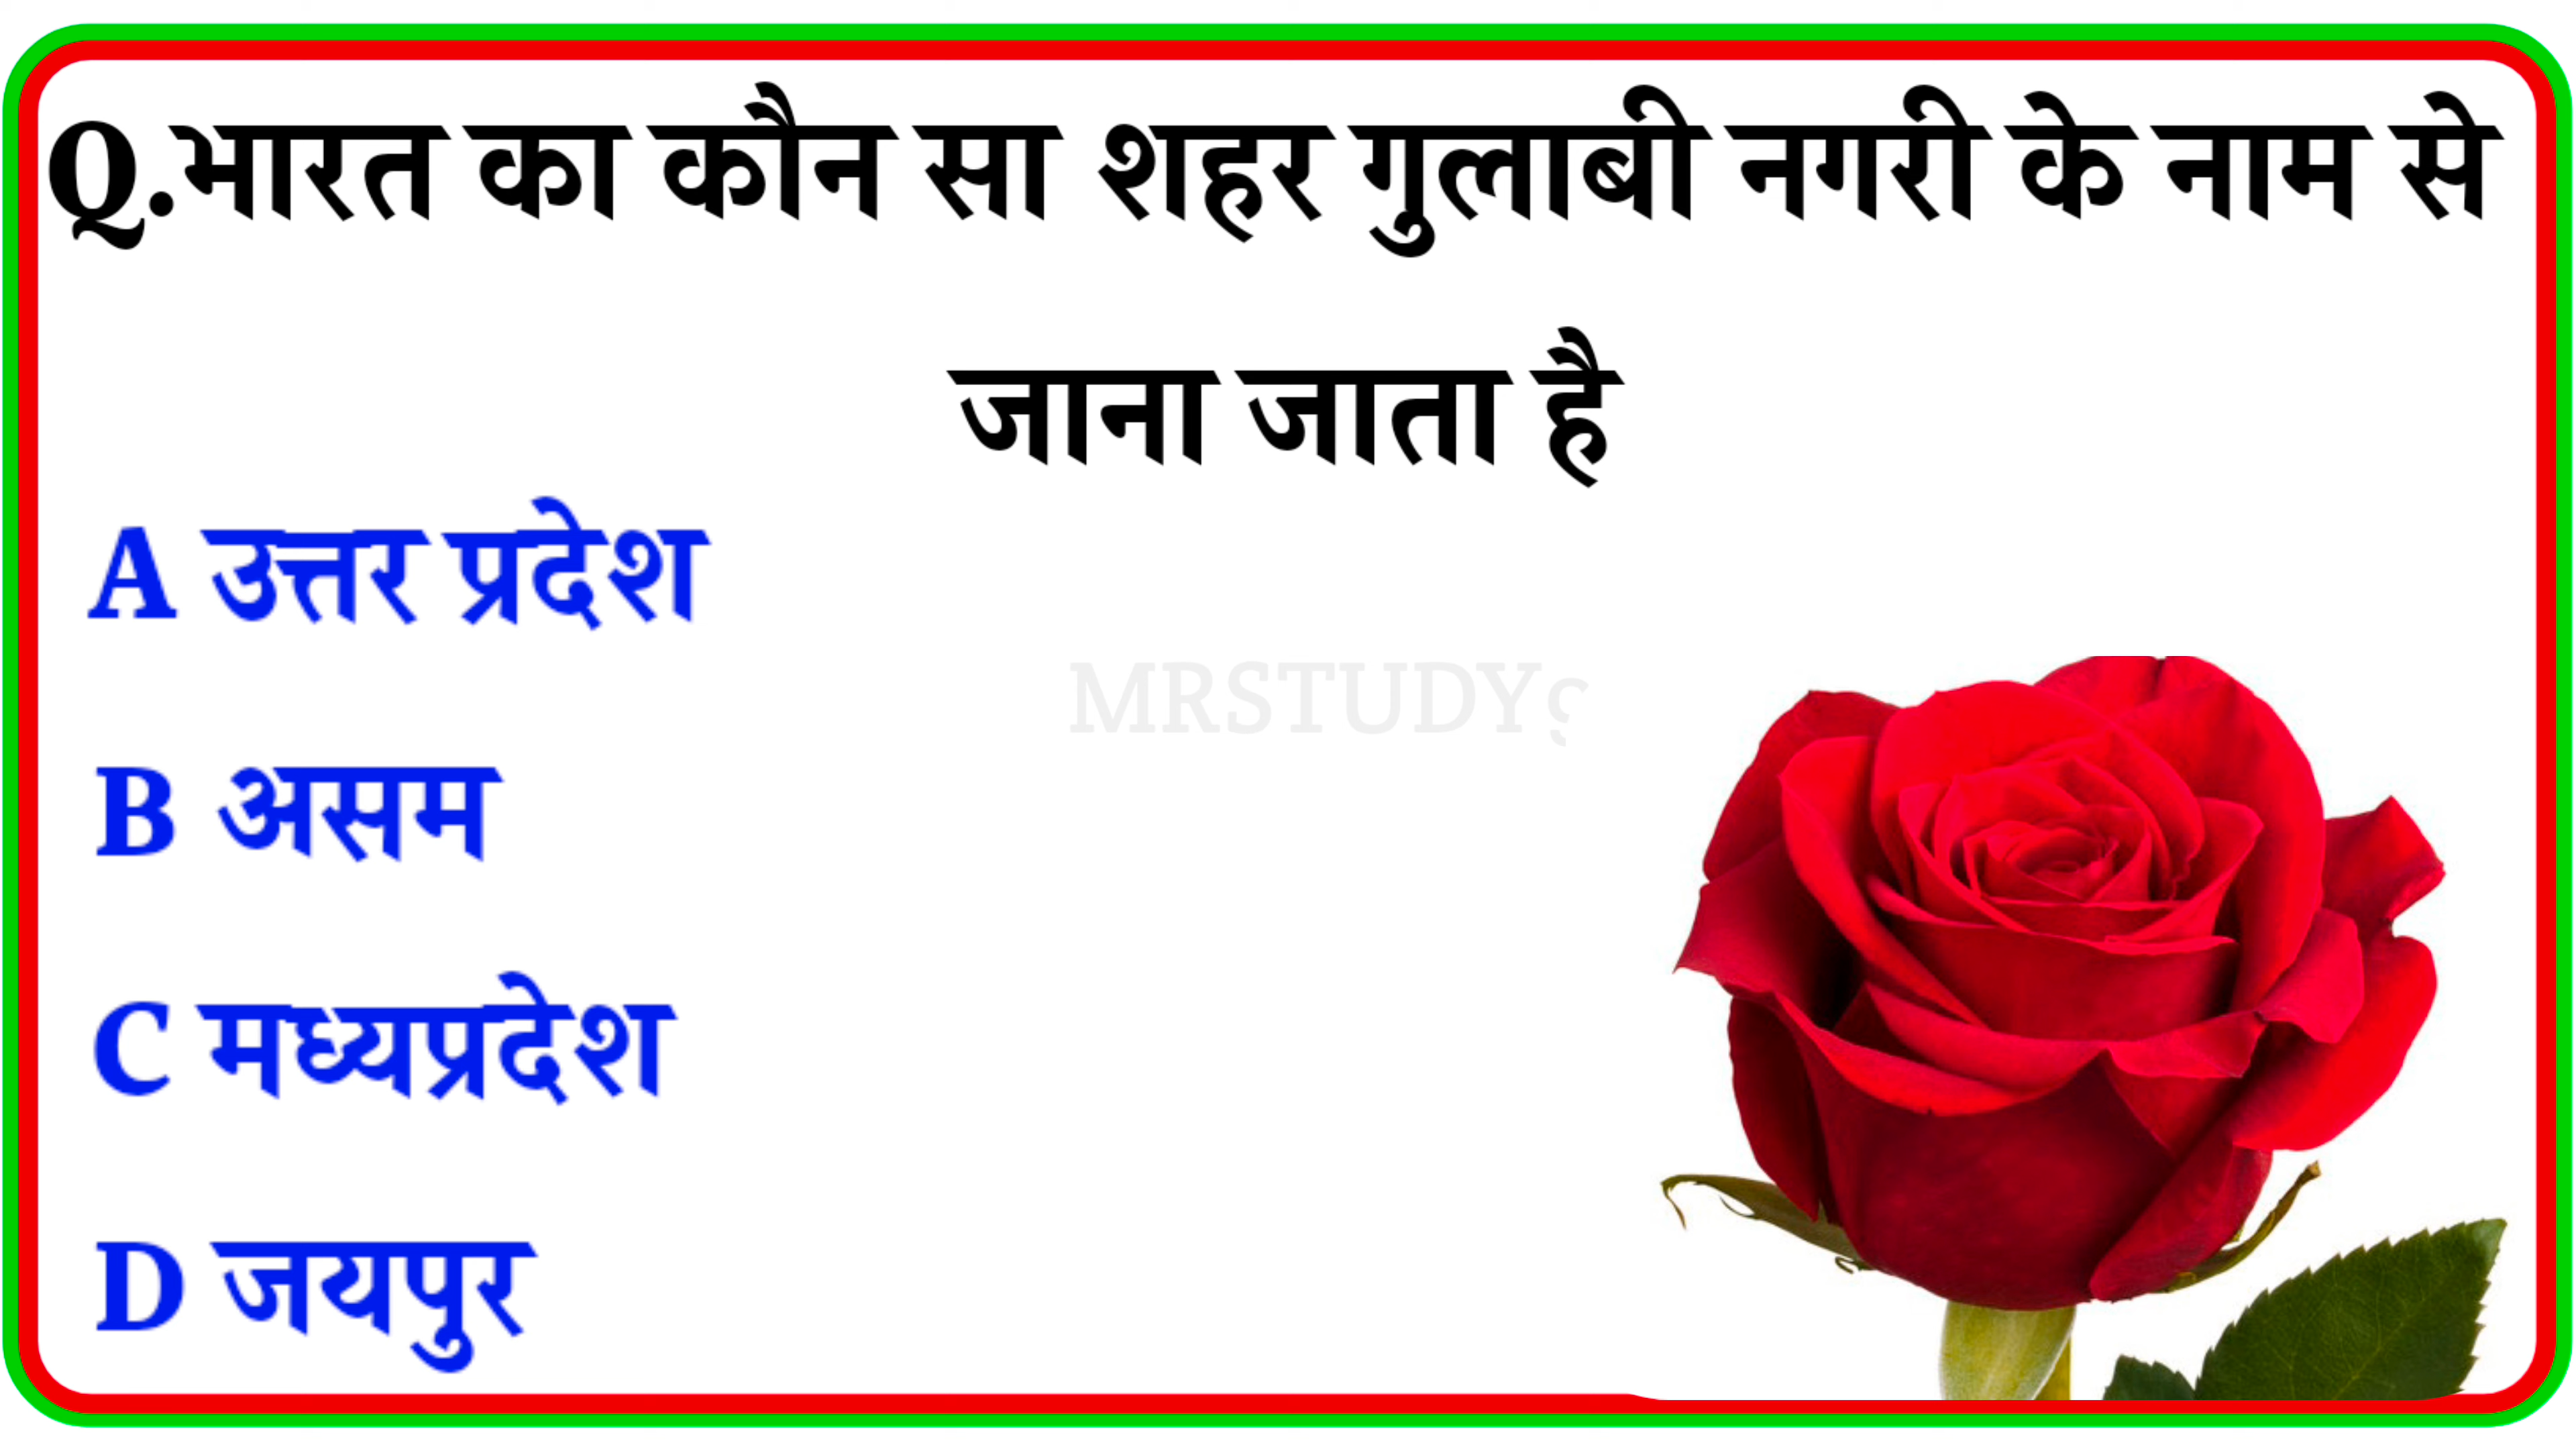 Q.भारत का कौन सा शहर गुलाबी नगरी के नाम से
जाना जाता है
A उत्तर प्रदेश
MRSTUDY
B असम
C मध्यप्रदेश
D जयपुर